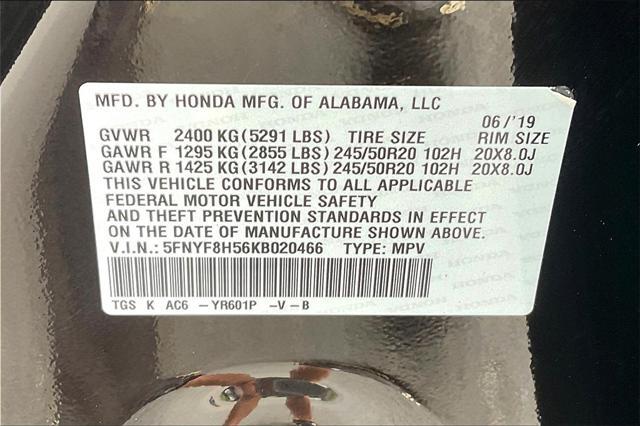 MFD. BY HONDA MFG. OF ALABAMA, LLC
06/'19
GVWR 2400 KG(5291 LBS) TIRE SIZE RIM SIZE
GAWR F 1295 KG(2855 LBS) 245/50R20 102H 20X8.0J
GAWR R 1425 KG(3142 LBS) 245/50R20 102H 20X8.0J
THIS VEHICLE CONFORMS TO ALL APPLICABLE
FEDERAL MOTOR VEHICLE SAFETY
AND THEFT PREVENTION STANDARDS IN EFFECT
ON THE DATE OF MANUFACTURE SHOWN ABOVE.
V.I.N.: 5FNYF8H56KB020466 TYPE: MPV
TGS K AC6 -YR601P -V-B